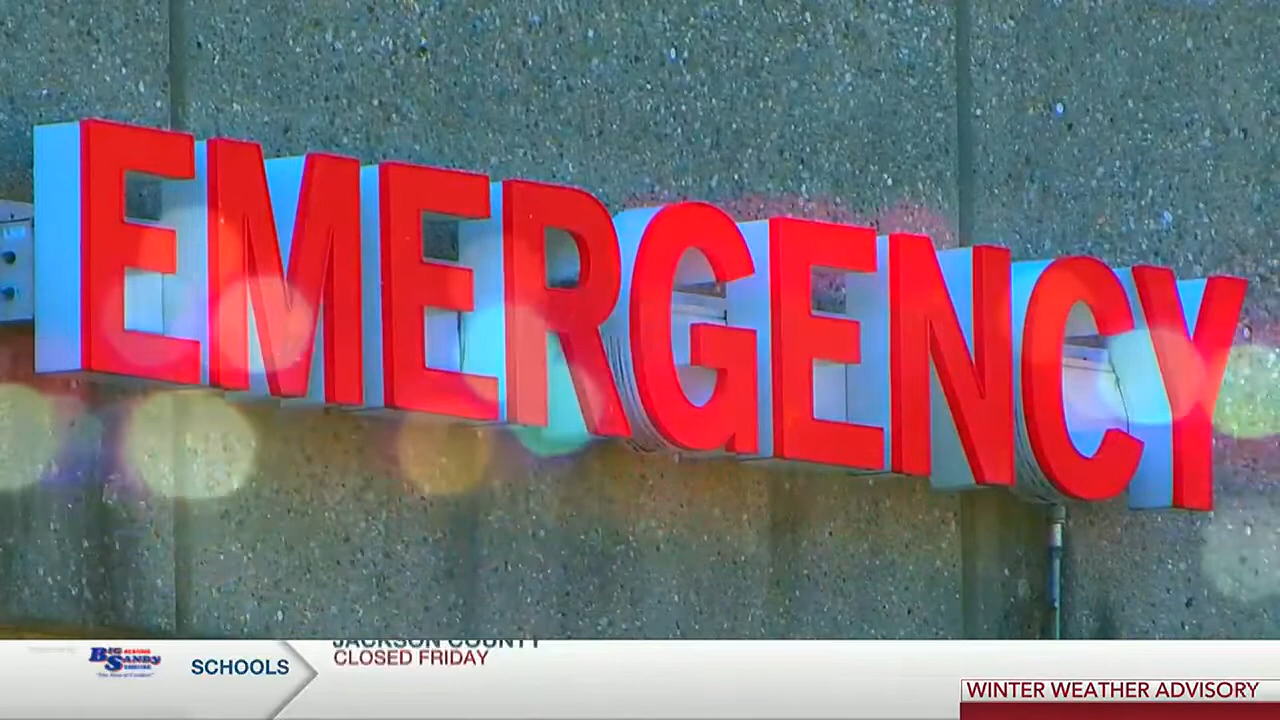 EMERGENCY
BIG SANDY
SCHOOLS
JACKSON COUNTY
CLOSED FRIDAY
WINTER WEATHER ADVISORY